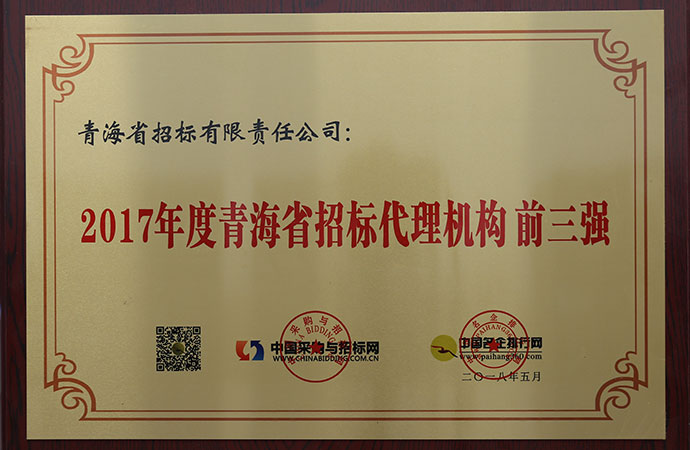 青海省招标有限责任公司：
2017年度青海省招标代理机构 前三强
中国采购与招标网
WWW.CHINABIDDING.COM.CN
中国名企排行网
二〇一八年五月